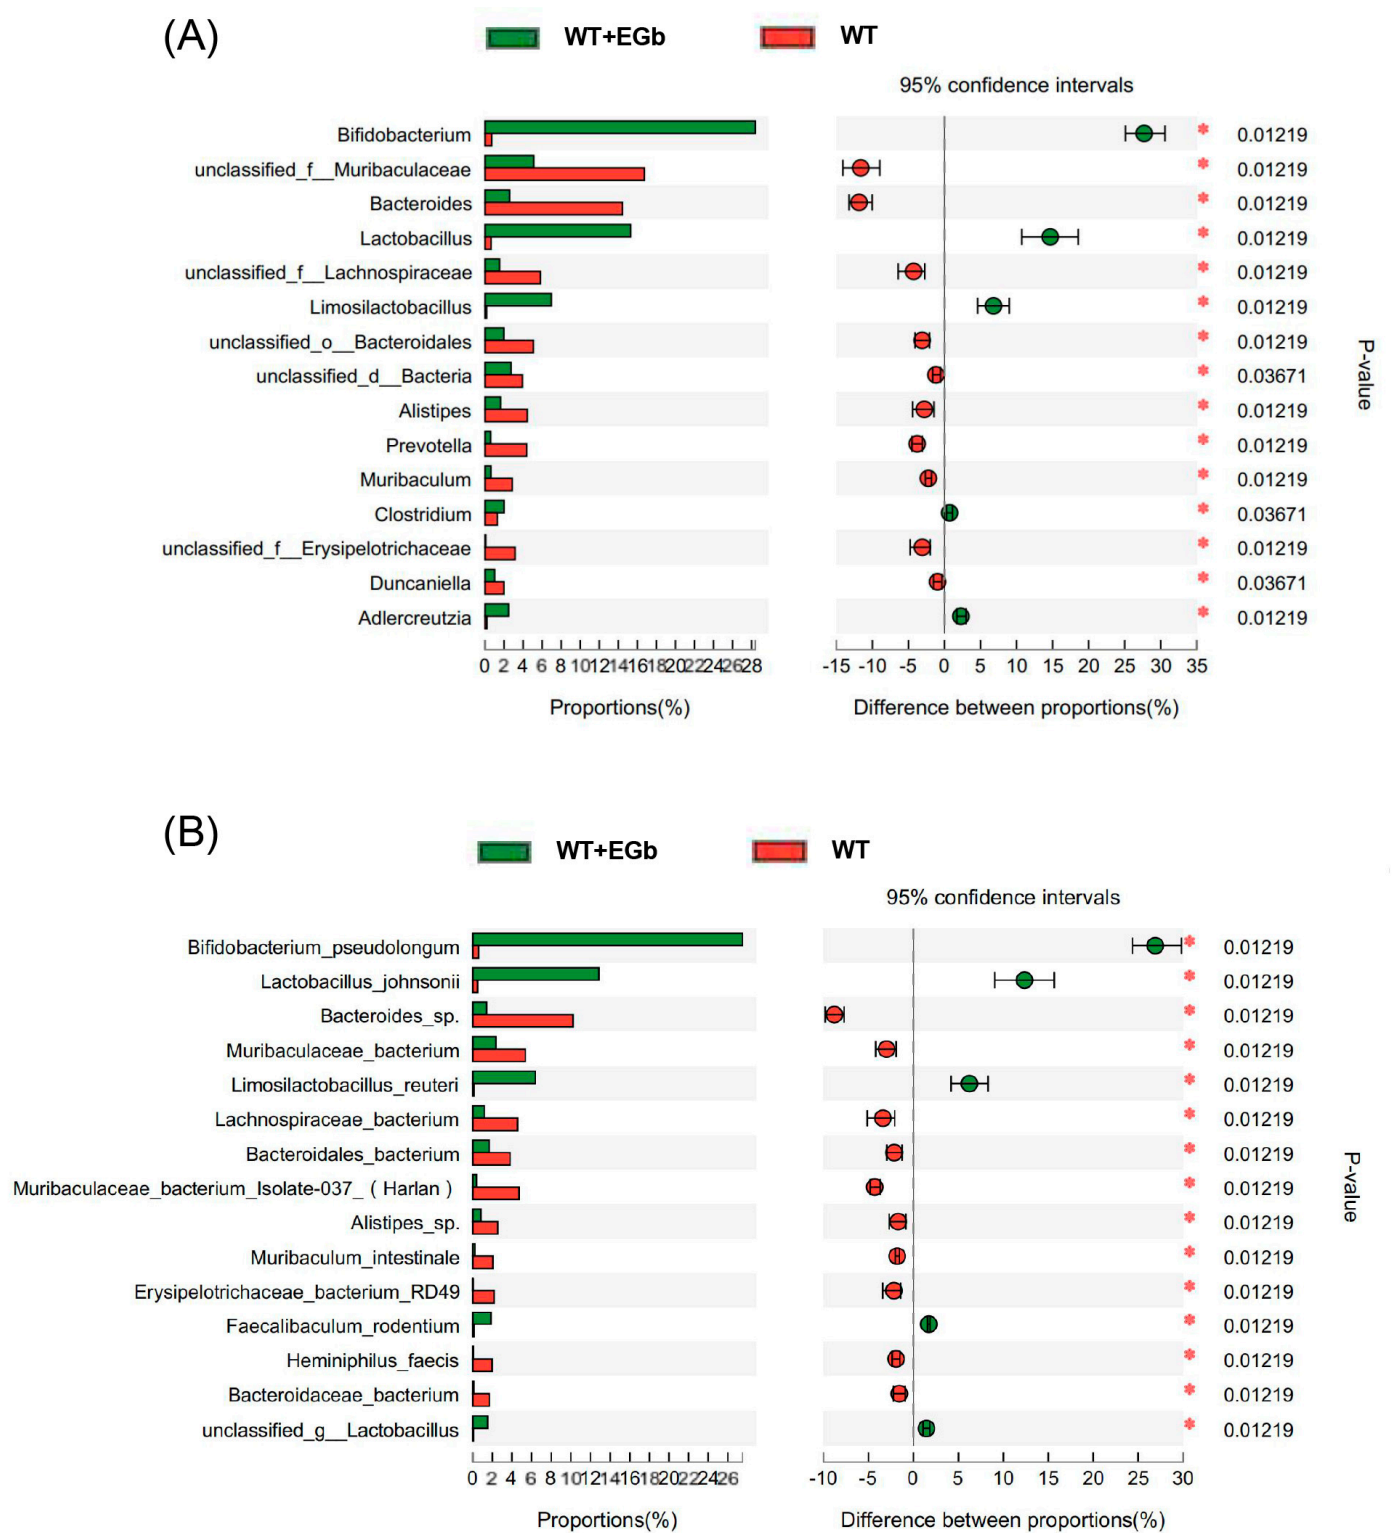 (A)
WT+EGb WT
95% confidence intervals
Bifidobacterium ✱ 0.01219
unclassified_f__Muribaculaceae ✱ 0.01219
Bacteroides ✱ 0.01219
Lactobacillus ✱ 0.01219
unclassified_f__Lachnospiraceae ✱ 0.01219
Limosilactobacillus ✱ 0.01219
unclassified_o__Bacteroidales ✱ 0.01219
unclassified_d__Bacteria ✱ 0.03671
Alistipes ✱ 0.01219
Prevotella ✱ 0.01219
Muribaculum ✱ 0.01219
Clostridium ✱ 0.03671
unclassified_f__Erysipelotrichaceae ✱ 0.01219
Duncaniella ✱ 0.03671
Adlercreutzia ✱ 0.01219
P-value
0 2 4 6 8 10 12 14 16 18 20 22 24 26 28 -15 -10 -5 0 5 10 15 20 25 30 35
Proportions(%) Difference between proportions(%)
(B)
WT+EGb WT
95% confidence intervals
Bifidobacterium_pseudolongum ✱ 0.01219
Lactobacillus_johnsonii ✱ 0.01219
Bacteroides_sp. ✱ 0.01219
Muribaculaceae_bacterium ✱ 0.01219
Limosilactobacillus_reuteri ✱ 0.01219
Lachnospiraceae_bacterium ✱ 0.01219
Bacteroidales_bacterium ✱ 0.01219
Muribaculaceae_bacterium_Isolate-037_ ( Harlan ) ✱ 0.01219
Alistipes_sp. ✱ 0.01219
Muribaculum_intestinale ✱ 0.01219
Erysipelotrichaceae_bacterium_RD49 ✱ 0.01219
Faecalibaculum_rodentium ✱ 0.01219
Heminiphilus_faecis ✱ 0.01219
Bacteroidaceae_bacterium ✱ 0.01219
unclassified_g__Lactobacillus ✱ 0.01219
P-value
0 2 4 6 8 10 12 14 16 18 20 22 24 26 -10 -5 0 5 10 15 20 25 30
Proportions(%) Difference between proportions(%)